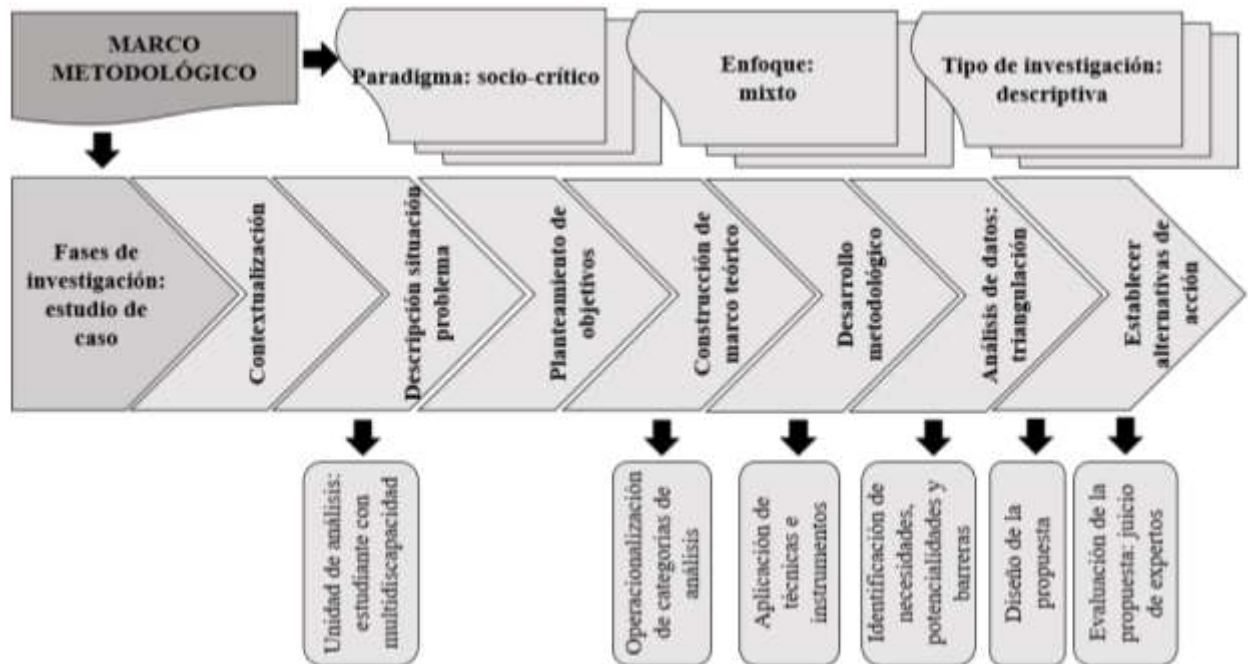 MARCO
METODOLÓGICO
Paradigma: socio-crítico
Enfoque:
mixto
Tipo de investigación:
descriptiva
Fases de
investigación:
estudio de
caso
Contextualización
Descripción situación
problema
Planteamiento de
objetivos
Construcción de
marco teórico
Desarrollo
metodológico
Análisis de datos:
triangulación
Establecer
alternativas de
acción
Unidad de análisis:
estudiante con
multidiscapacidad
Operacionalización
de categorías de
análisis
Aplicación de
técnicas e
instrumentos
Identificación de
necesidades,
potencialidades y
barreras
Diseño de la
propuesta
Evaluación de la
propuesta: juicio
de expertos